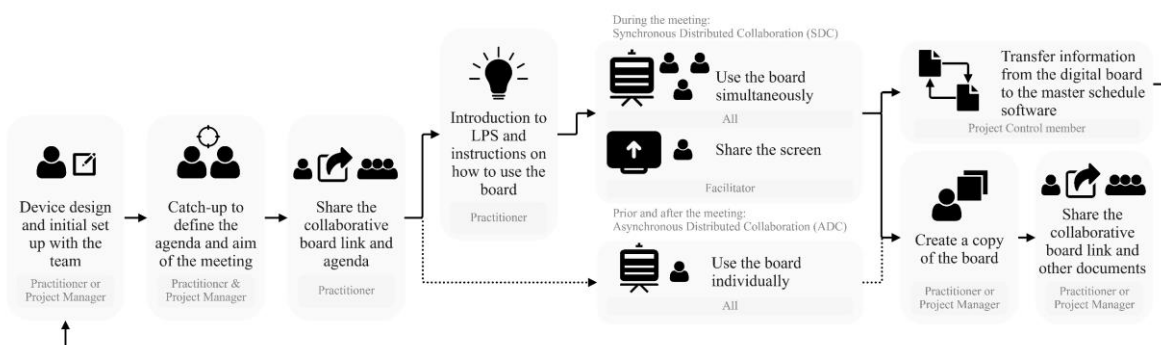 Device design
and initial set
up with the
team
Practitioner or
Project Manager
Catch-up to
define the
agenda and aim
of the meeting
Practitioner &
Project Manager
Share the
collaborative
board link and
agenda
Practitioner
Introduction to
LPS and
instructions on
how to use the
board
Practitioner
During the meeting:
Synchronous Distributed Collaboration (SDC)
Use the board
simultaneously
All
Share the screen
Facilitator
Prior and after the meeting:
Asynchronous Distributed Collaboration (ADC)
Use the board
individually
All
Transfer information
from the digital board
to the master schedule
software
Project Control member
Create a copy
of the board
Practitioner or
Project Manager
Share the
collaborative
board link and
other documents
Practitioner or
Project Manager